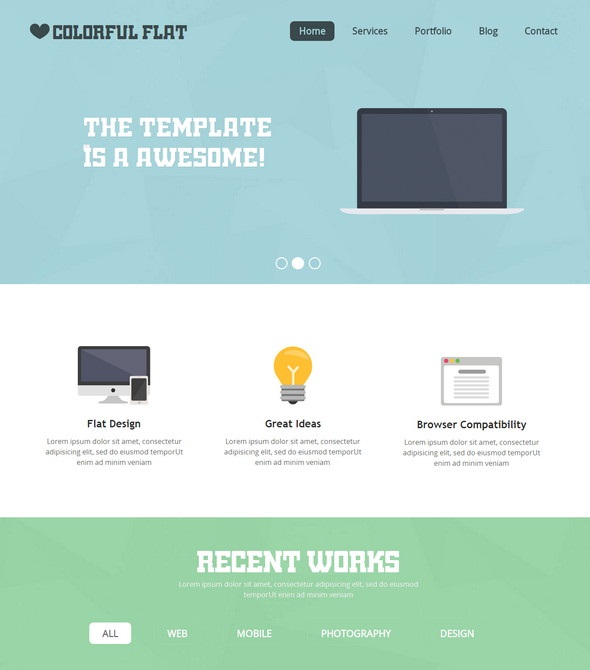 COLORFUL FLAT
Home Services Portfolio Blog Contact
THE TEMPLATE
IS A AWESOME!
Flat Design
Lorem ipsum dolor sit amet, consectetur
adipisicing elit, sed do eiusmod temporUt
enim ad minim veniam
Great Ideas
Lorem ipsum dolor sit amet, consectetur
adipisicing elit, sed do eiusmod temporUt
enim ad minim veniam
Browser Compatibility
Lorem ipsum dolor sit amet, consectetur
adipisicing elit, sed do eiusmod temporUt
enim ad minim veniam
RECENT WORKS
Lorem ipsum dolor sit amet, consectetur adipisicing elit, sed do eiusmod
temporUt enim ad minim veniam
ALL WEB MOBILE PHOTOGRAPHY DESIGN